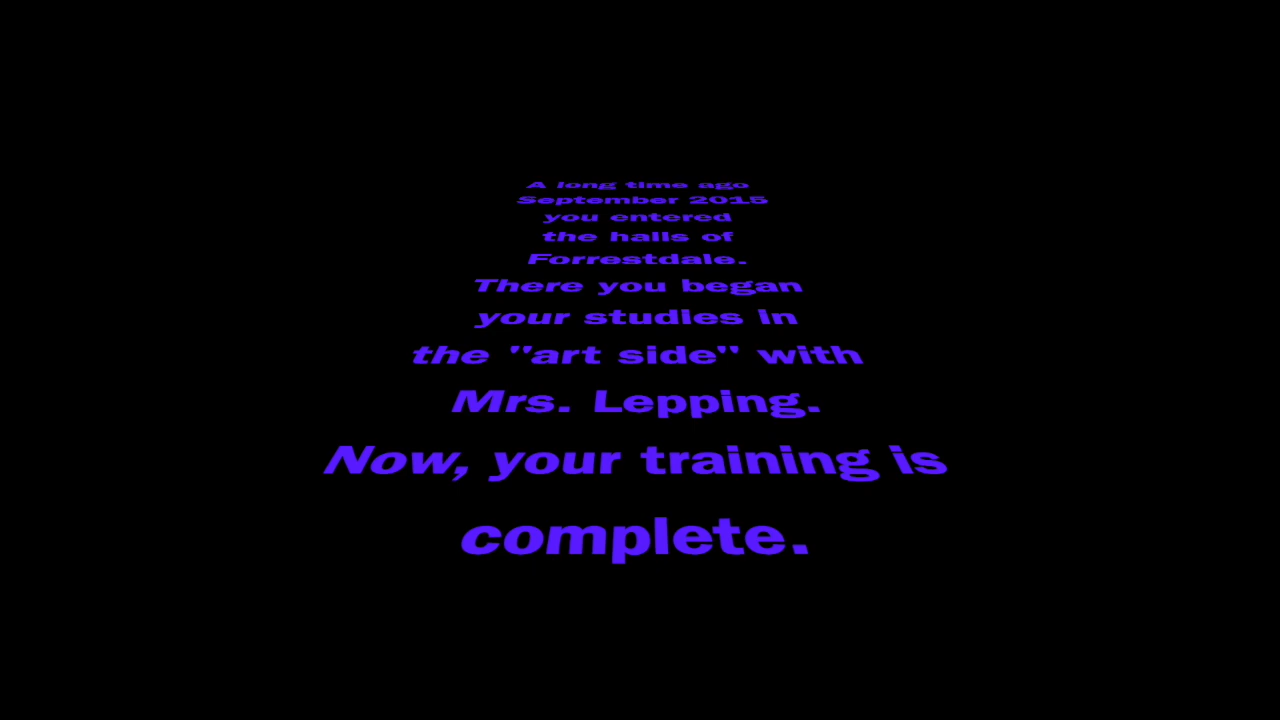 A long time ago
September 2015
you entered
the halls of
Forrestdale.
There you began
your studies in
the "art side" with
Mrs. Lepping.
Now, your training is
complete.